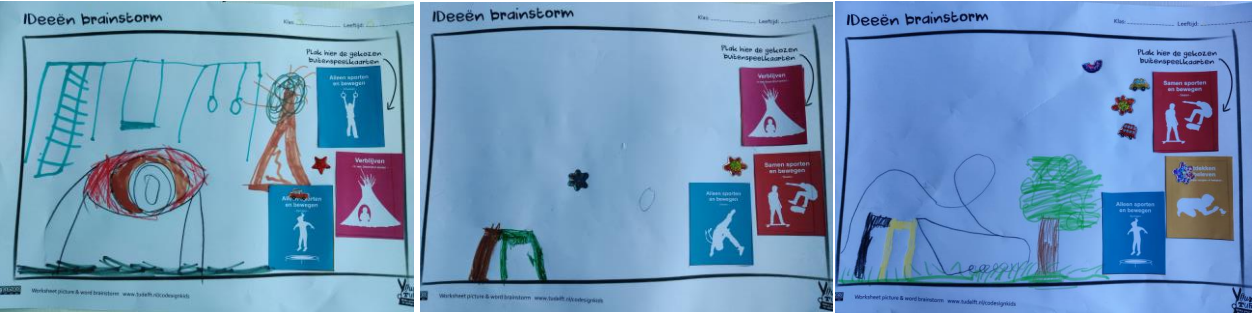 IDeeën brainstorm
Klas:
Leeftijd:
Plak hier de gekozen
buitenspeelkaarten
Alleen sporten
en bewegen
Verblijven
Alleen sporten
en bewegen
Worksheet picture & word brainstorm www.tudelft.nl/codesignkids
IDeeën brainstorm
Klas:
Leeftijd:
Plak hier de gekozen
buitenspeelkaarten
Verblijven
Samen sporten
en bewegen
Alleen sporten
en bewegen
Worksheet picture & word brainstorm www.tudelft.nl/codesignkids
IDeeën brainstorm
Klas:
Leeftijd:
Plak hier de gekozen
buitenspeelkaarten
Samen sporten
en bewegen
Alleen sporten
en bewegen
Worksheet picture & word brainstorm www.tudelft.nl/codesignkids